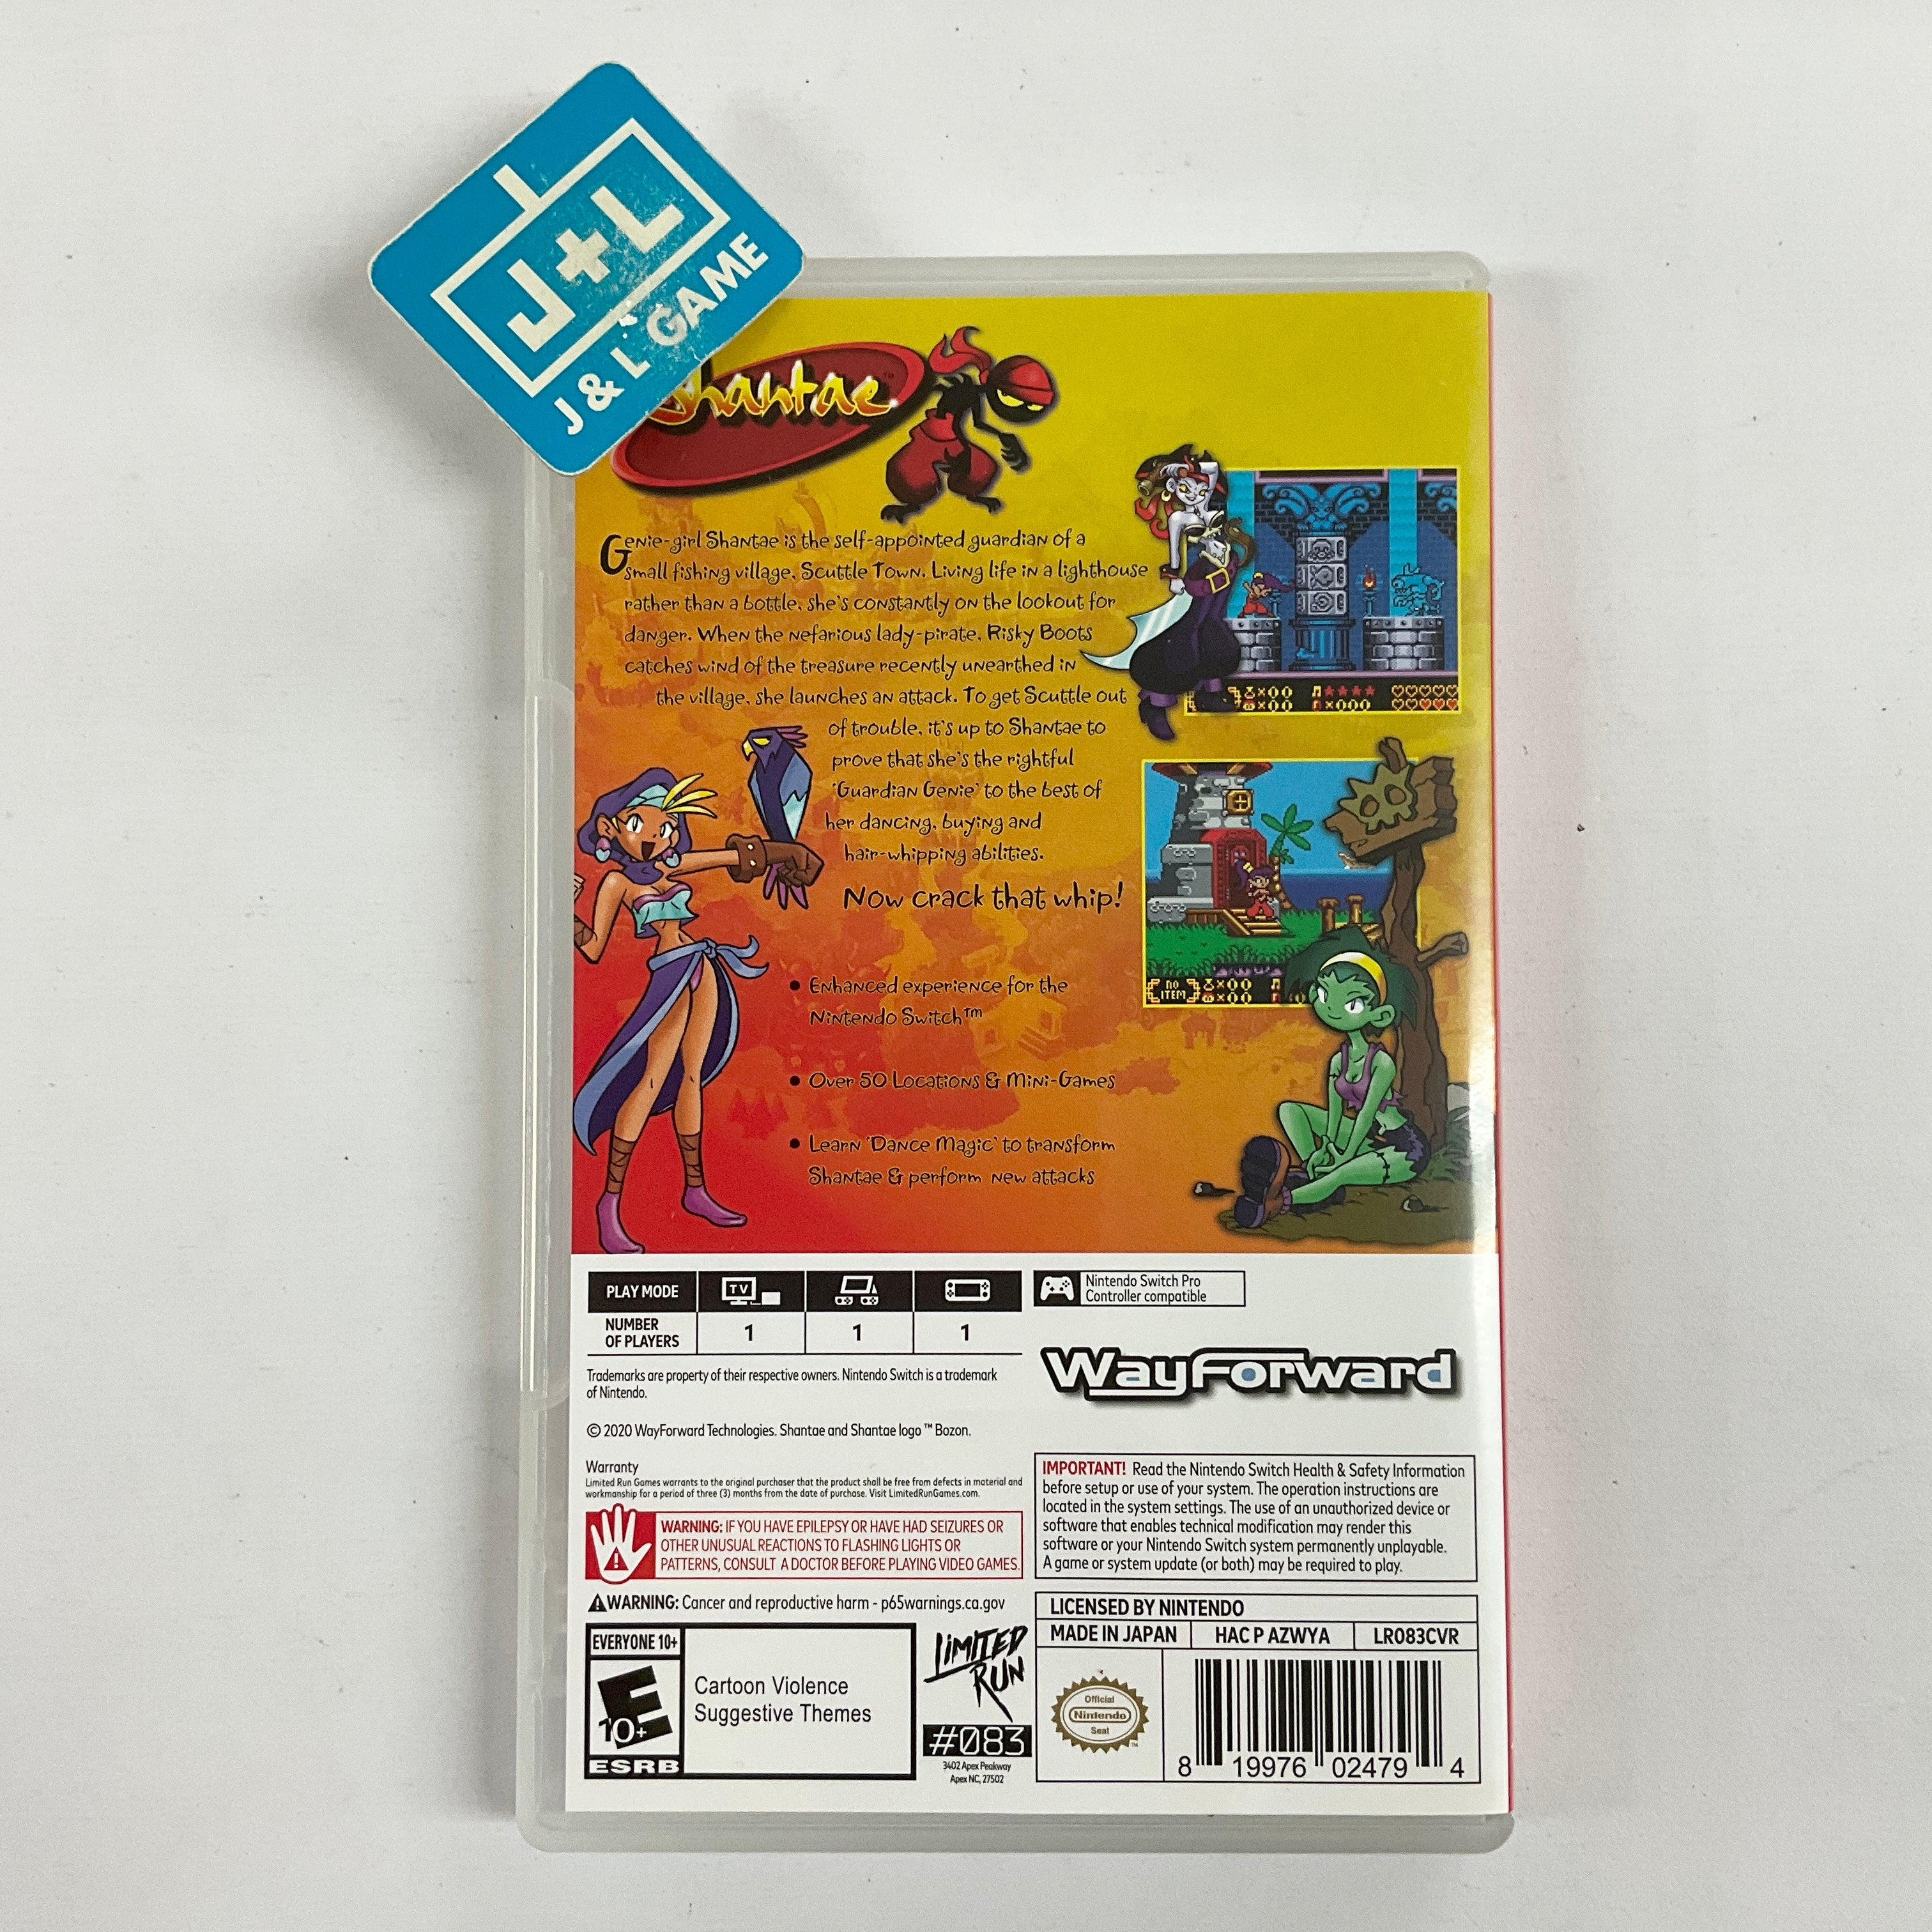 J+L
J & L GAME
Shantae™
Genie-girl Shantae is the self-appointed guardian of a
small fishing village, Scuttle Town. Living life in a lighthouse
rather than a bottle, she's constantly on the lookout for
danger. When the nefarious lady-pirate, Risky Boots
catches wind of the treasure recently unearthed in
the village, she launches an attack. To get Scuttle out
of trouble, it's up to Shantae to
prove that she's the rightful
'Guardian Genie' to the best of
her dancing, buying and
hair-whipping abilities.
Now crack that whip!
• Enhanced experience for the
Nintendo Switch™
• Over 50 Locations & Mini-Games
• Learn 'Dance Magic' to transform
Shantae & perform new attacks
×00 ×00
×000
NO ITEM ×00
×00
PLAY MODE TV
NUMBER
OF PLAYERS 1 1 1
Nintendo Switch Pro
Controller compatible
WayForward
Trademarks are property of their respective owners. Nintendo Switch is a trademark
of Nintendo.
© 2020 WayForward Technologies. Shantae and Shantae logo ™ Bozon.
Warranty
Limited Run Games warrants to the original purchaser that the product shall be free from defects in material and
workmanship for a period of three (3) months from the date of purchase. Visit LimitedRunGames.com.
WARNING: IF YOU HAVE EPILEPSY OR HAVE HAD SEIZURES OR
OTHER UNUSUAL REACTIONS TO FLASHING LIGHTS OR
PATTERNS, CONSULT A DOCTOR BEFORE PLAYING VIDEO GAMES.
WARNING: Cancer and reproductive harm - p65warnings.ca.gov
IMPORTANT! Read the Nintendo Switch Health & Safety Information
before setup or use of your system. The operation instructions are
located in the system settings. The use of an unauthorized device or
software that enables technical modification may render this
software or your Nintendo Switch system permanently unplayable.
A game or system update (or both) may be required to play.
EVERYONE 10+
E
10+
ESRB
Cartoon Violence
Suggestive Themes
LIMITED
RUN
#083
3402 Apex Peakway
Apex NC, 27502
LICENSED BY NINTENDO
MADE IN JAPAN HAC P AZWYA LR083CVR
Official
Nintendo
Seal
™
8 19976 02479 4